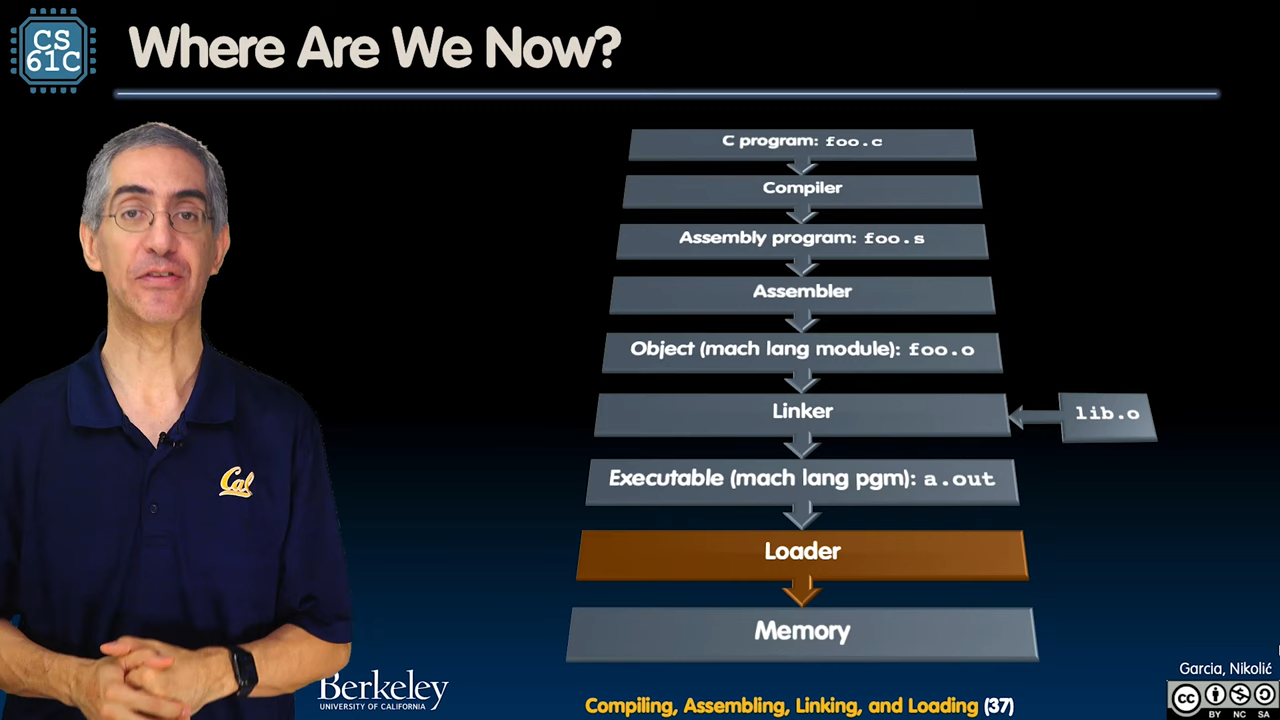 CS
61C
Where Are We Now?
C program: foo.c
Compiler
Assembly program: foo.s
Assembler
Object (mach lang module): foo.o
Linker
lib.o
Executable (mach lang pgm): a.out
Loader
Memory
Cal
Berkeley
UNIVERSITY OF CALIFORNIA
Compiling, Assembling, Linking, and Loading (37)
Garcia, Nikolić
CC
BY NC SA